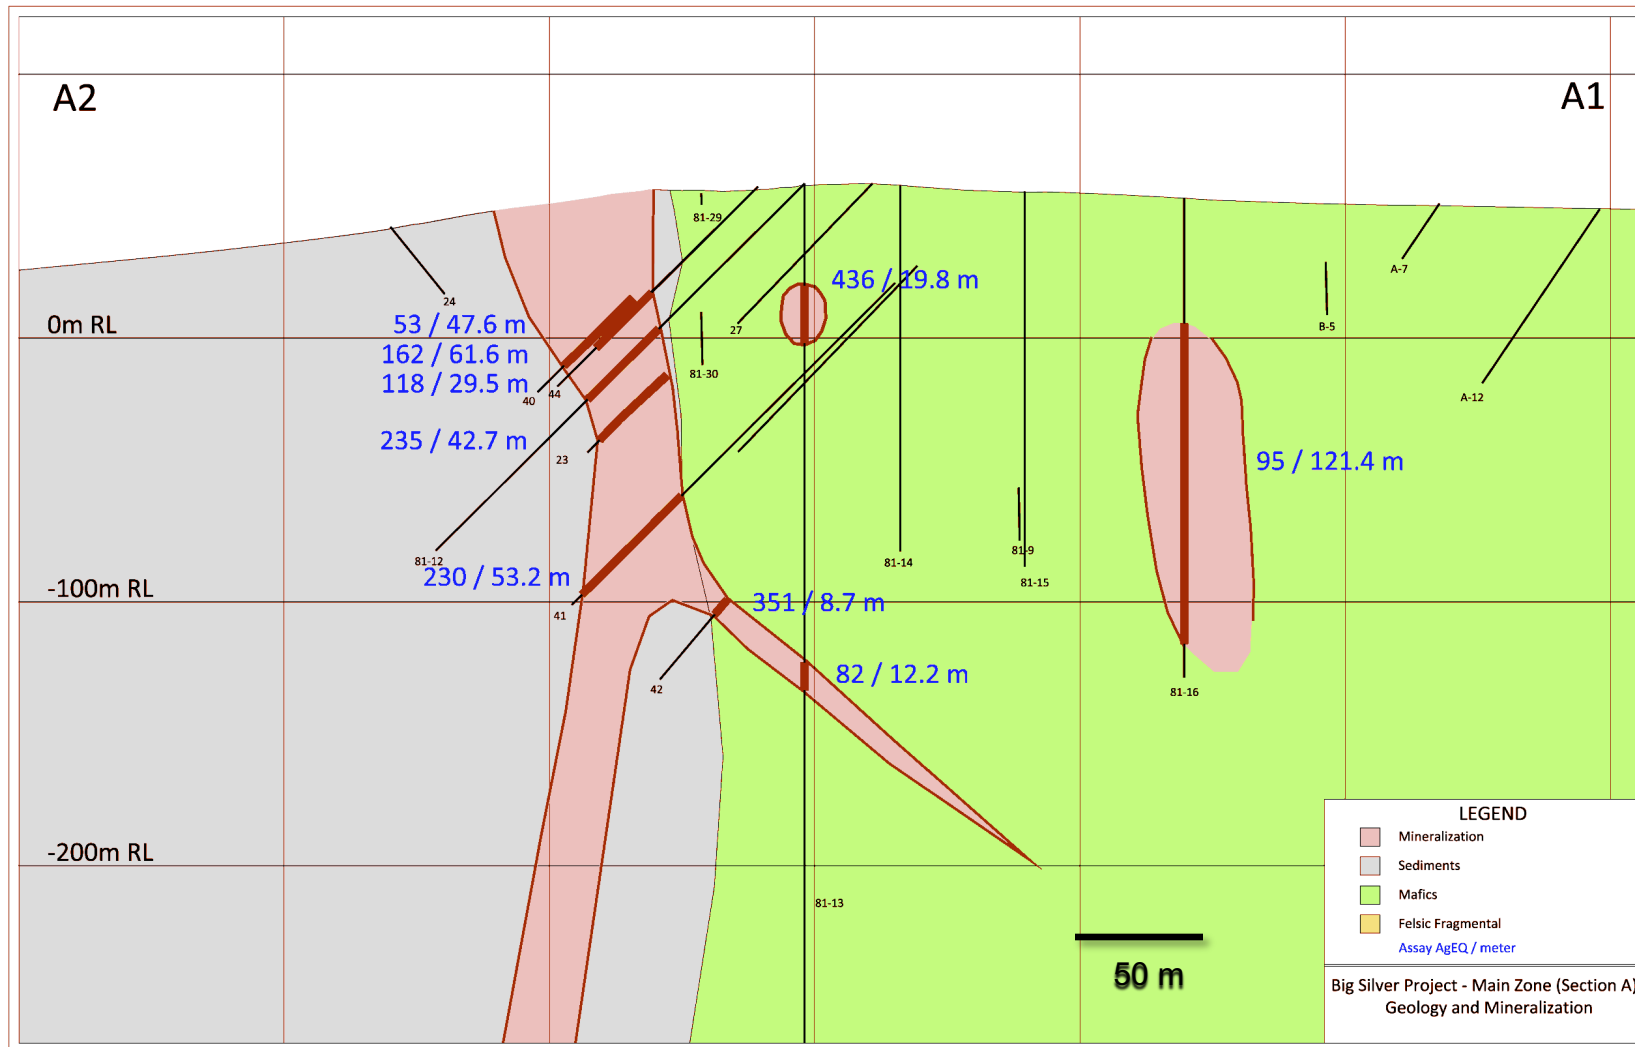 A2
A1
81-29
436 / 19.8 m
24
A-7
53 / 47.6 m
0m RL
27
B-5
162 / 61.6 m
118 / 29.5 m
81-30
40
44
A-12
235 / 42.7 m
23
95 / 121.4 m
81-9
81-12
81-14
230 / 53.2 m
81-15
-100m RL
351 / 8.7 m
41
82 / 12.2 m
42
81-16
-200m RL
81-13
50 m
LEGEND
Mineralization
Sediments
Mafics
Felsic Fragmental
Assay AgEQ / meter
Big Silver Project - Main Zone (Section A)
Geology and Mineralization